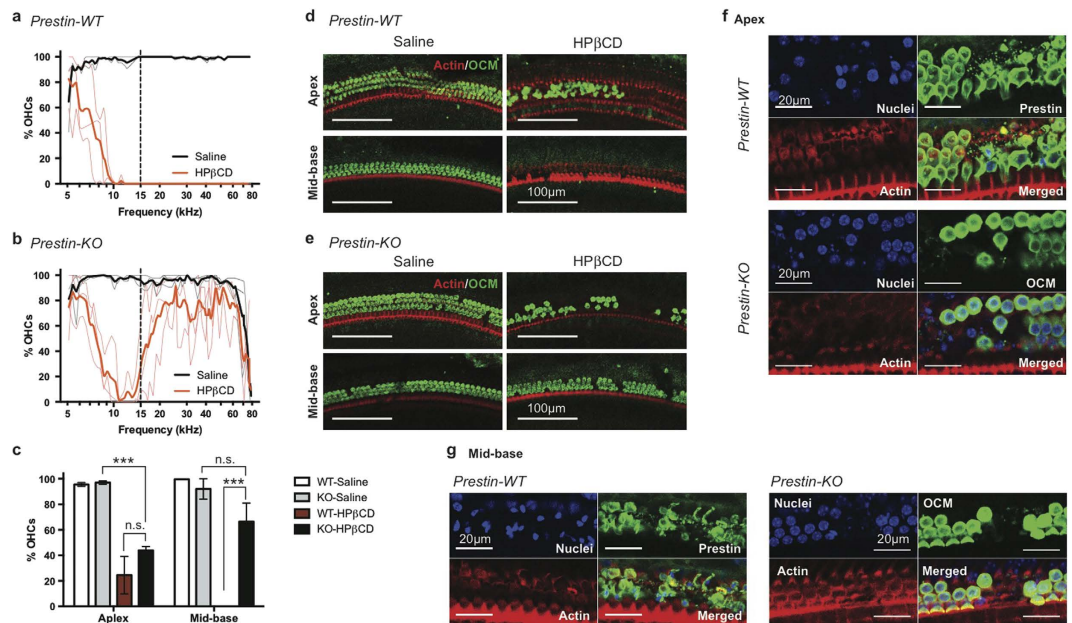 a Prestin-WT
% OHCs
100
80
60
40
20
0
Saline
HPβCD
5 10 15 20 30 40 60 80
Frequency (kHz)
b Prestin-KO
% OHCs
100
80
60
40
20
0
Saline
HPβCD
5 10 15 20 30 40 60 80
Frequency (kHz)
c
% OHCs
100
80
60
40
20
0
***
n.s.
n.s.
***
Aplex Mid-base
WT-Saline
KO-Saline
WT-HPβCD
KO-HPβCD
d Prestin-WT
Saline HPβCD
Apex
Actin/OCM
Mid-base
100μm
e Prestin-KO
Saline HPβCD
Apex
Actin/OCM
Mid-base
100μm
f Apex
Prestin-WT
20μm
Nuclei
Prestin
Actin
Merged
Prestin-KO
20μm
Nuclei
OCM
Actin
Merged
g Mid-base
Prestin-WT
20μm
Nuclei
Prestin
Actin
Merged
Prestin-KO
Nuclei
20μm
OCM
Actin
Merged